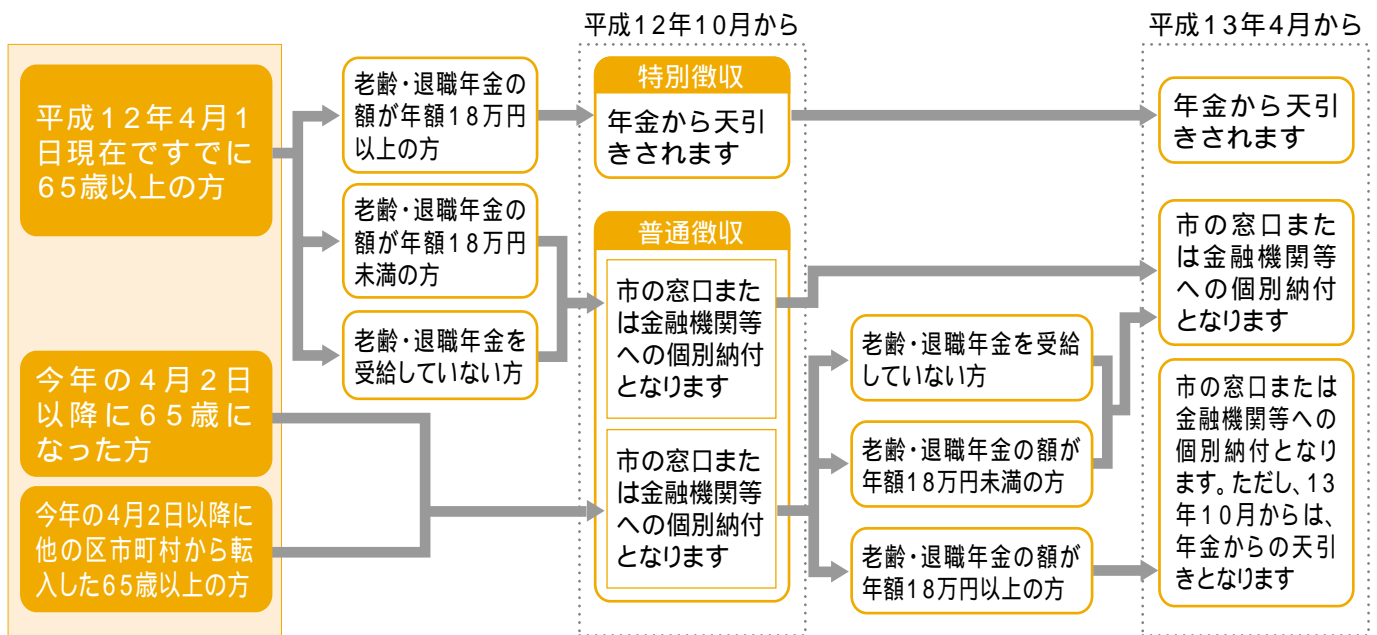 平成12年10月から
平成13年4月から
平成12年4月1
日現在ですでに
65歳以上の方
老齢・退職年金の
額が年額18万円
以上の方
特別徴収
年金から天引
きされます
年金から天引
きされます
老齢・退職年金の
額が年額18万円
未満の方
老齢・退職年金を
受給していない方
普通徴収
市の窓口また
は金融機関等
への個別納付
となります
市の窓口また
は金融機関等
への個別納付
となります
今年の4月2日
以降に65歳に
なった方
今年の4月2日以降に
他の区市町村から転
入した65歳以上の方
市の窓口また
は金融機関等
への個別納付
となります
老齢・退職年金を受給
していない方
老齢・退職年金の額が
年額18万円未満の方
老齢・退職年金の額が
年額18万円以上の方
市の窓口または
金融機関等への
個別納付となり
ます。ただし、13
年10月からは、
年金からの天引
きとなります